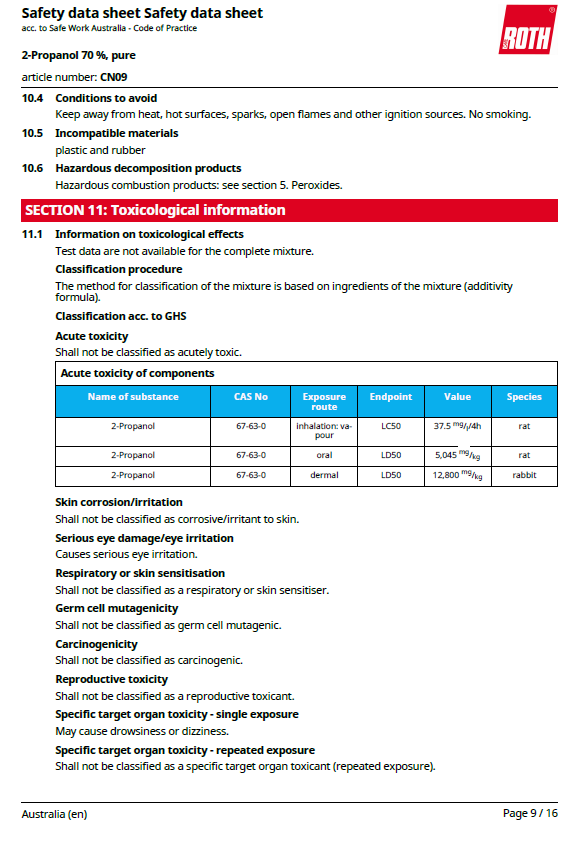 Safety data sheet Safety data sheet
acc. to Safe Work Australia - Code of Practice
ROTH
®
2-Propanol 70 %, pure
article number: CN09
10.4 Conditions to avoid
Keep away from heat, hot surfaces, sparks, open flames and other ignition sources. No smoking.
10.5 Incompatible materials
plastic and rubber
10.6 Hazardous decomposition products
Hazardous combustion products: see section 5. Peroxides.
SECTION 11: Toxicological information
11.1 Information on toxicological effects
Test data are not available for the complete mixture.
Classification procedure
The method for classification of the mixture is based on ingredients of the mixture (additivity
formula).
Classification acc. to GHS
Acute toxicity
Shall not be classified as acutely toxic.
Acute toxicity of components
Name of substance CAS No Exposure route Endpoint Value Species
2-Propanol 67-63-0 inhalation: va-pour LC50 37.5 mg/l/4h rat
2-Propanol 67-63-0 oral LD50 5,045 mg/kg rat
2-Propanol 67-63-0 dermal LD50 12,800 mg/kg rabbit
Skin corrosion/irritation
Shall not be classified as corrosive/irritant to skin.
Serious eye damage/eye irritation
Causes serious eye irritation.
Respiratory or skin sensitisation
Shall not be classified as a respiratory or skin sensitiser.
Germ cell mutagenicity
Shall not be classified as germ cell mutagenic.
Carcinogenicity
Shall not be classified as carcinogenic.
Reproductive toxicity
Shall not be classified as a reproductive toxicant.
Specific target organ toxicity - single exposure
May cause drowsiness or dizziness.
Specific target organ toxicity - repeated exposure
Shall not be classified as a specific target organ toxicant (repeated exposure).
Australia (en) Page 9 / 16